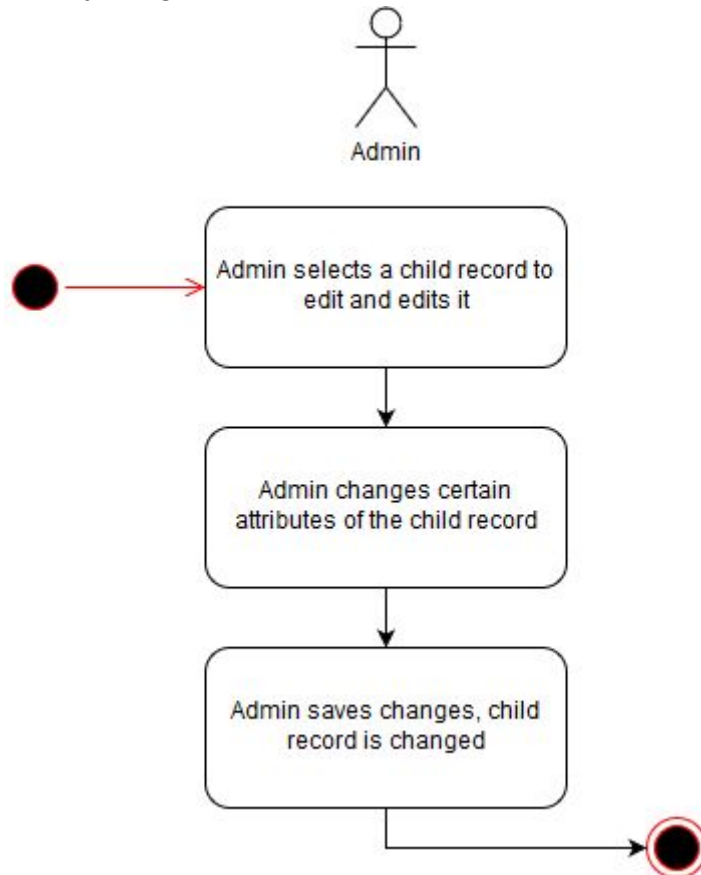 Admin
Admin selects a child record to
edit and edits it
Admin changes certain
attributes of the child record
Admin saves changes, child
record is changed